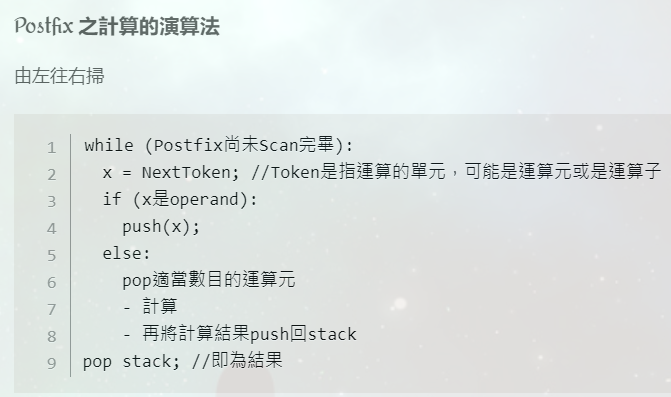 Postfix 之計算的演算法
由左往右掃
1 while (Postfix尚未Scan完畢):
2 x = NextToken; //Token是指運算的單元，可能是運算元或是運算子
3 if (x是operand):
4 push(x);
5 else:
6 pop適當數目的運算元
7 - 計算
8 - 再將計算結果push回stack
9 pop stack; //即為結果